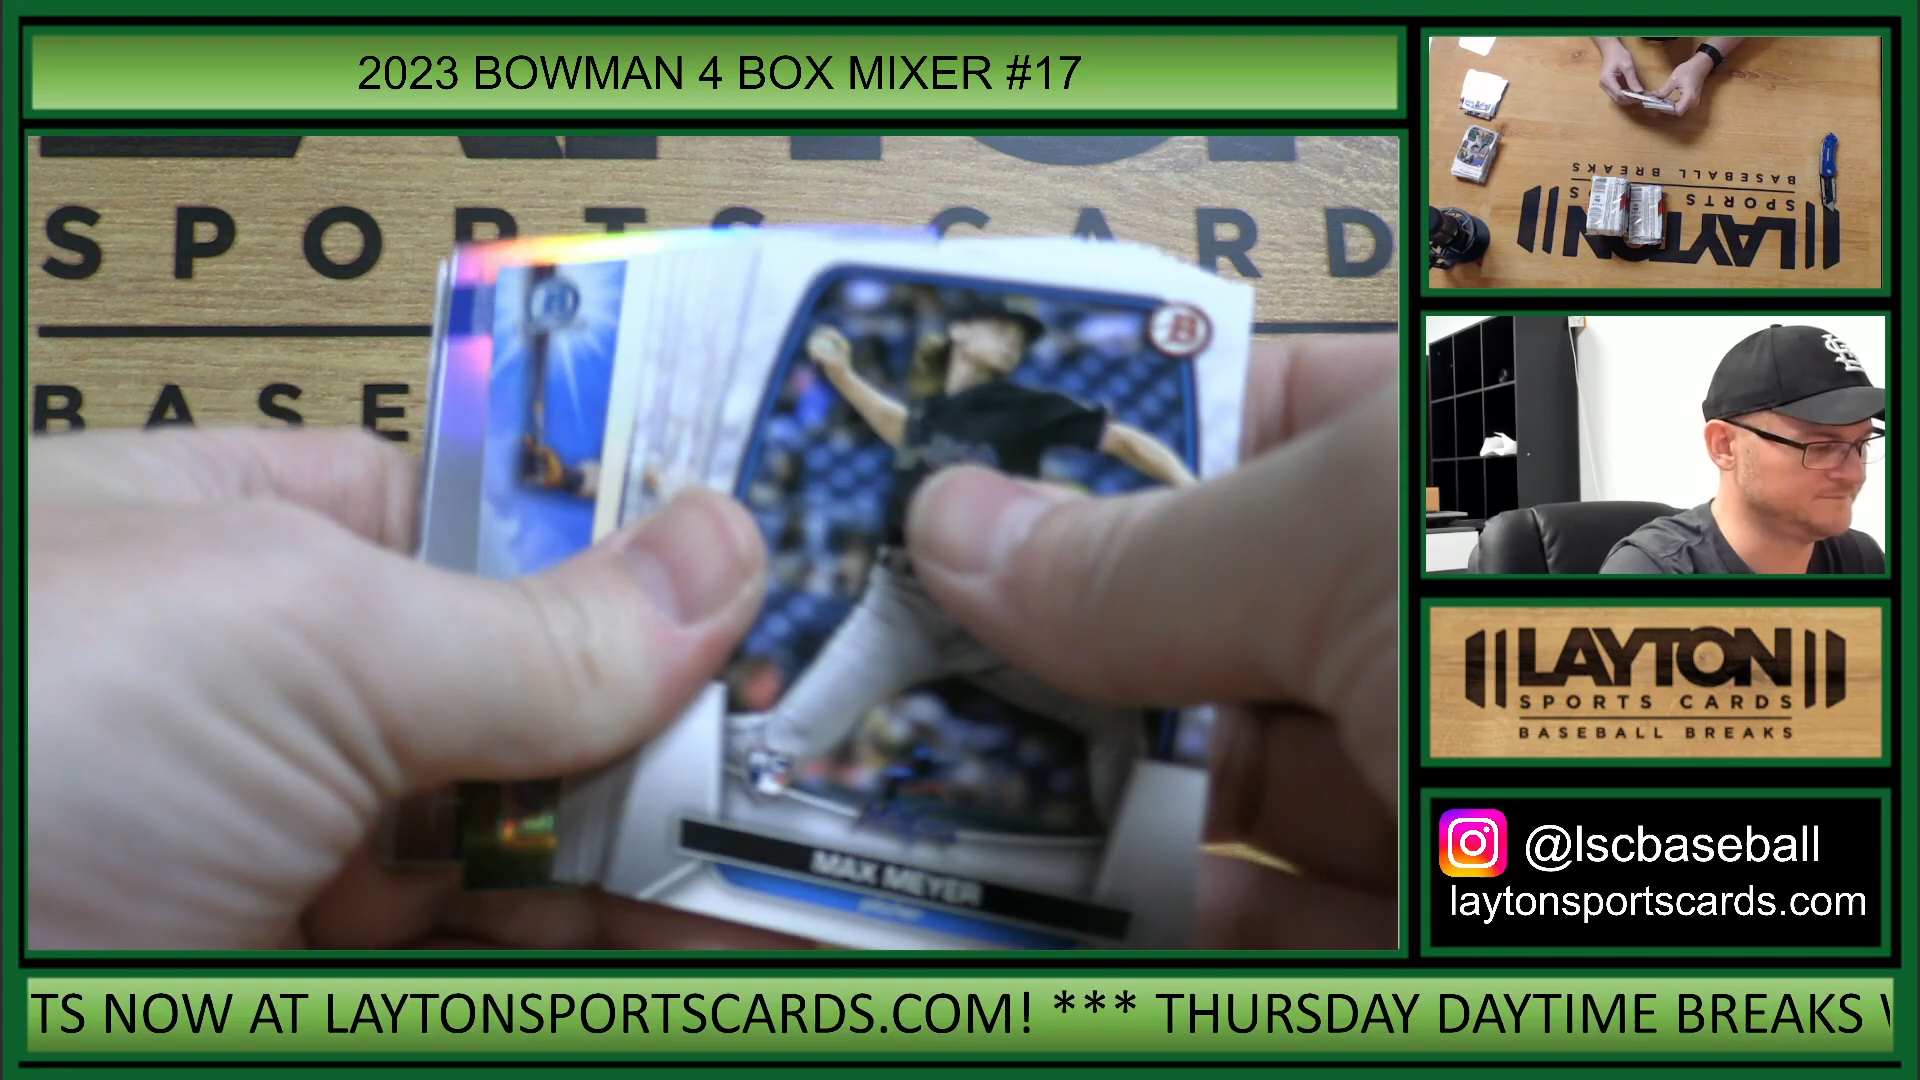 2023 BOWMAN 4 BOX MIXER #17
SPORTS CARD
BASE
B
MAX MEYER
LAYTON
SPORTS
BASEBALL BREAKS
LAYTON
SPORTS CARDS
BASEBALL BREAKS
@lscbaseball
laytonsportscards.com
TS NOW AT LAYTONSPORTSCARDS.COM! *** THURSDAY DAYTIME BREAKS